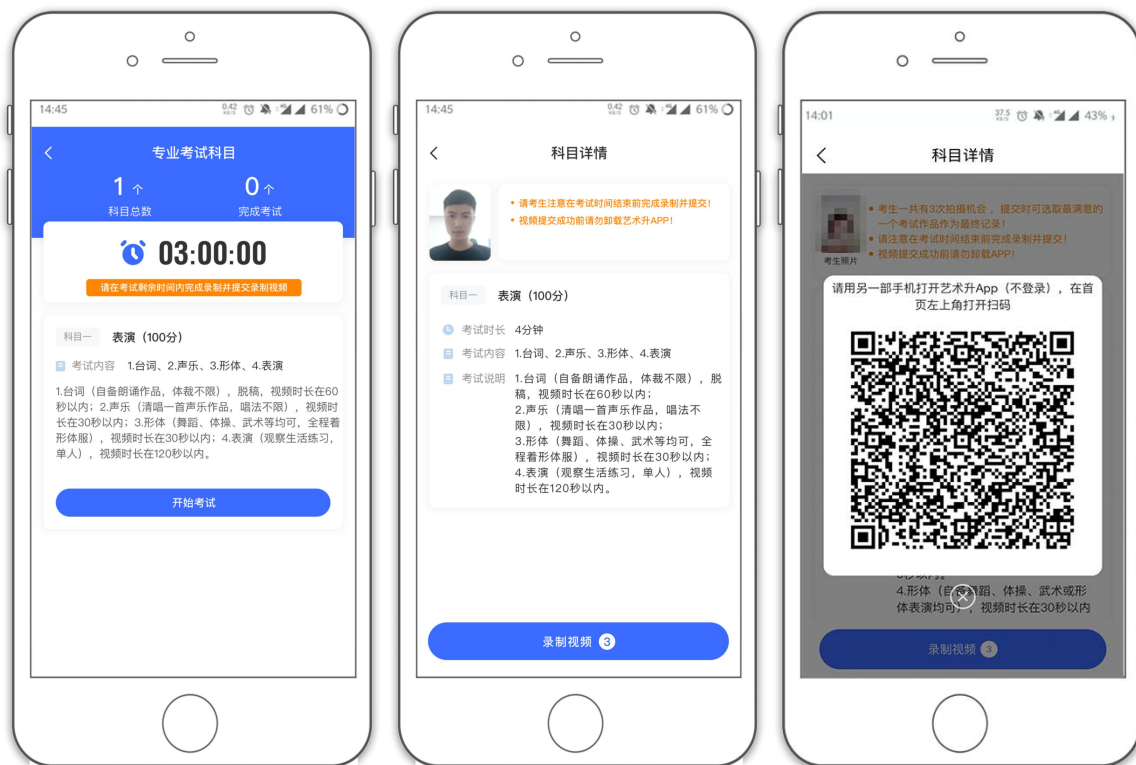 14:45
0.42
KB/S
4G
61%
专业考试科目
1个
0个
科目总数
完成考试
03:00:00
请在考试剩余时间内完成录制并提交录制视频
科目一
表演（100分）
考试内容
1.台词、2.声乐、3.形体、4.表演
1.台词（自备朗诵作品，体裁不限），脱稿，视频时长在60
秒以内；2.声乐（清唱一首声乐作品，唱法不限），视频时
长在30秒以内；3.形体（舞蹈、体操、武术等均可，全程着
形体服），视频时长在30秒以内；4.表演（观察生活练习，
单人），视频时长在120秒以内。
开始考试
14:45
0.42
KB/S
4G
61%
科目详情
• 请考生注意在考试时间结束前完成录制并提交！
• 视频提交成功前请勿卸载艺术升APP！
科目一
表演（100分）
考试时长
4分钟
考试内容
1.台词、2.声乐、3.形体、4.表演
考试说明
1.台词（自备朗诵作品，体裁不限），脱
稿，视频时长在60秒以内；
2.声乐（清唱一首声乐作品，唱法不
限），视频时长在30秒以内；
3.形体（舞蹈、体操、武术等均可，全
程着形体服），视频时长在30秒以内；
4.表演（观察生活练习，单人），视频
时长在120秒以内。
录制视频 3
14:01
37.5
KB/S
4G
43%
科目详情
• 考生一共有3次拍摄机会，提交时可选取最满意的
一个考试作品作为最终记录！
• 请注意在考试时间结束前完成录制并提交！
• 视频提交成功前请勿卸载APP！
考生照片
请用另一部手机打开艺术升App（不登录），在首
页左上角打开扫码
4.形体（自备舞蹈、体操、武术或形
体表演均可），视频时长在30秒以内
录制视频 3